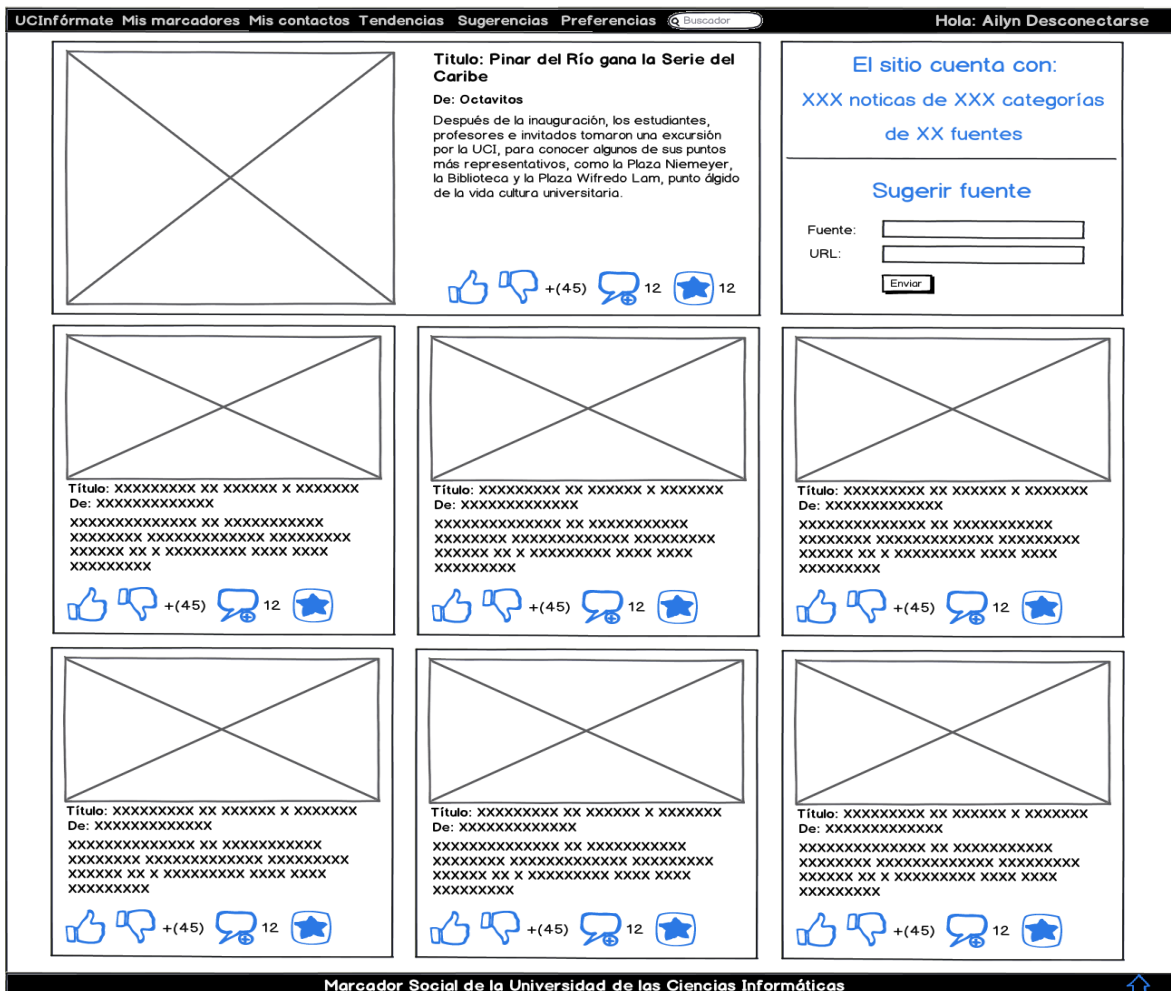 UCInfórmate Mis marcadores Mis contactos Tendencias Sugerencias Preferencias Buscador Hola: Ailyn Desconectarse
Titulo: Pinar del Río gana la Serie del
Caribe
De: Octavitos
Después de la inauguración, los estudiantes,
profesores e invitados tomaron una excursión
por la UCI, para conocer algunos de sus puntos
más representativos, como la Plaza Niemeyer,
la Biblioteca y la Plaza Wifredo Lam, punto álgido
de la vida cultura universitaria.
+(45) 12 12
El sitio cuenta con:
XXX noticas de XXX categorías
de XX fuentes
Sugerir fuente
Fuente:
URL:
Enviar
Título: XXXXXXXXX XX XXXXXX X XXXXXXX
De: XXXXXXXXXXXXX
XXXXXXXXXXXXXX XX XXXXXXXXXXX
XXXXXXXX XXXXXXXXXXXXX XXXXXXXXX
XXXXXX XX X XXXXXXXXX XXXX XXXX
XXXXXXXXX
+(45) 12
Título: XXXXXXXXX XX XXXXXX X XXXXXXX
De: XXXXXXXXXXXXX
XXXXXXXXXXXXXX XX XXXXXXXXXXX
XXXXXXXX XXXXXXXXXXXXX XXXXXXXXX
XXXXXX XX X XXXXXXXXX XXXX XXXX
XXXXXXXXX
+(45) 12
Título: XXXXXXXXX XX XXXXXX X XXXXXXX
De: XXXXXXXXXXXXX
XXXXXXXXXXXXXX XX XXXXXXXXXXX
XXXXXXXX XXXXXXXXXXXXX XXXXXXXXX
XXXXXX XX X XXXXXXXXX XXXX XXXX
XXXXXXXXX
+(45) 12
Título: XXXXXXXXX XX XXXXXX X XXXXXXX
De: XXXXXXXXXXXXX
XXXXXXXXXXXXXX XX XXXXXXXXXXX
XXXXXXXX XXXXXXXXXXXXX XXXXXXXXX
XXXXXX XX X XXXXXXXXX XXXX XXXX
XXXXXXXXX
+(45) 12
Título: XXXXXXXXX XX XXXXXX X XXXXXXX
De: XXXXXXXXXXXXX
XXXXXXXXXXXXXX XX XXXXXXXXXXX
XXXXXXXX XXXXXXXXXXXXX XXXXXXXXX
XXXXXX XX X XXXXXXXXX XXXX XXXX
XXXXXXXXX
+(45) 12
Título: XXXXXXXXX XX XXXXXX X XXXXXXX
De: XXXXXXXXXXXXX
XXXXXXXXXXXXXX XX XXXXXXXXXXX
XXXXXXXX XXXXXXXXXXXXX XXXXXXXXX
XXXXXX XX X XXXXXXXXX XXXX XXXX
XXXXXXXXX
+(45) 12
Marcador Social de la Universidad de las Ciencias Informáticas